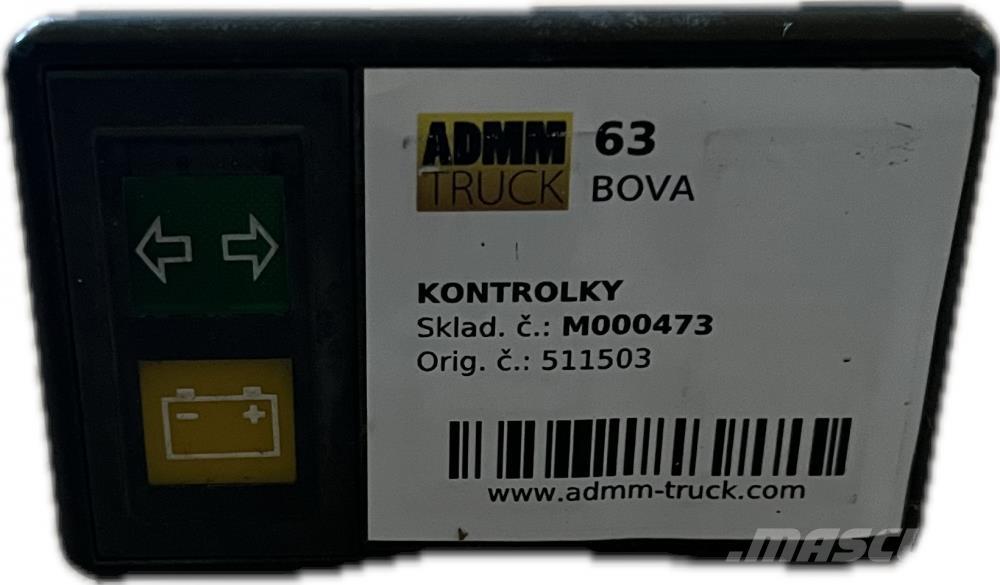 ADMM 63
TRUCK BOVA
KONTROLKY
Sklad. č.: M000473
Orig. č.: 511503
www.admm-truck.com